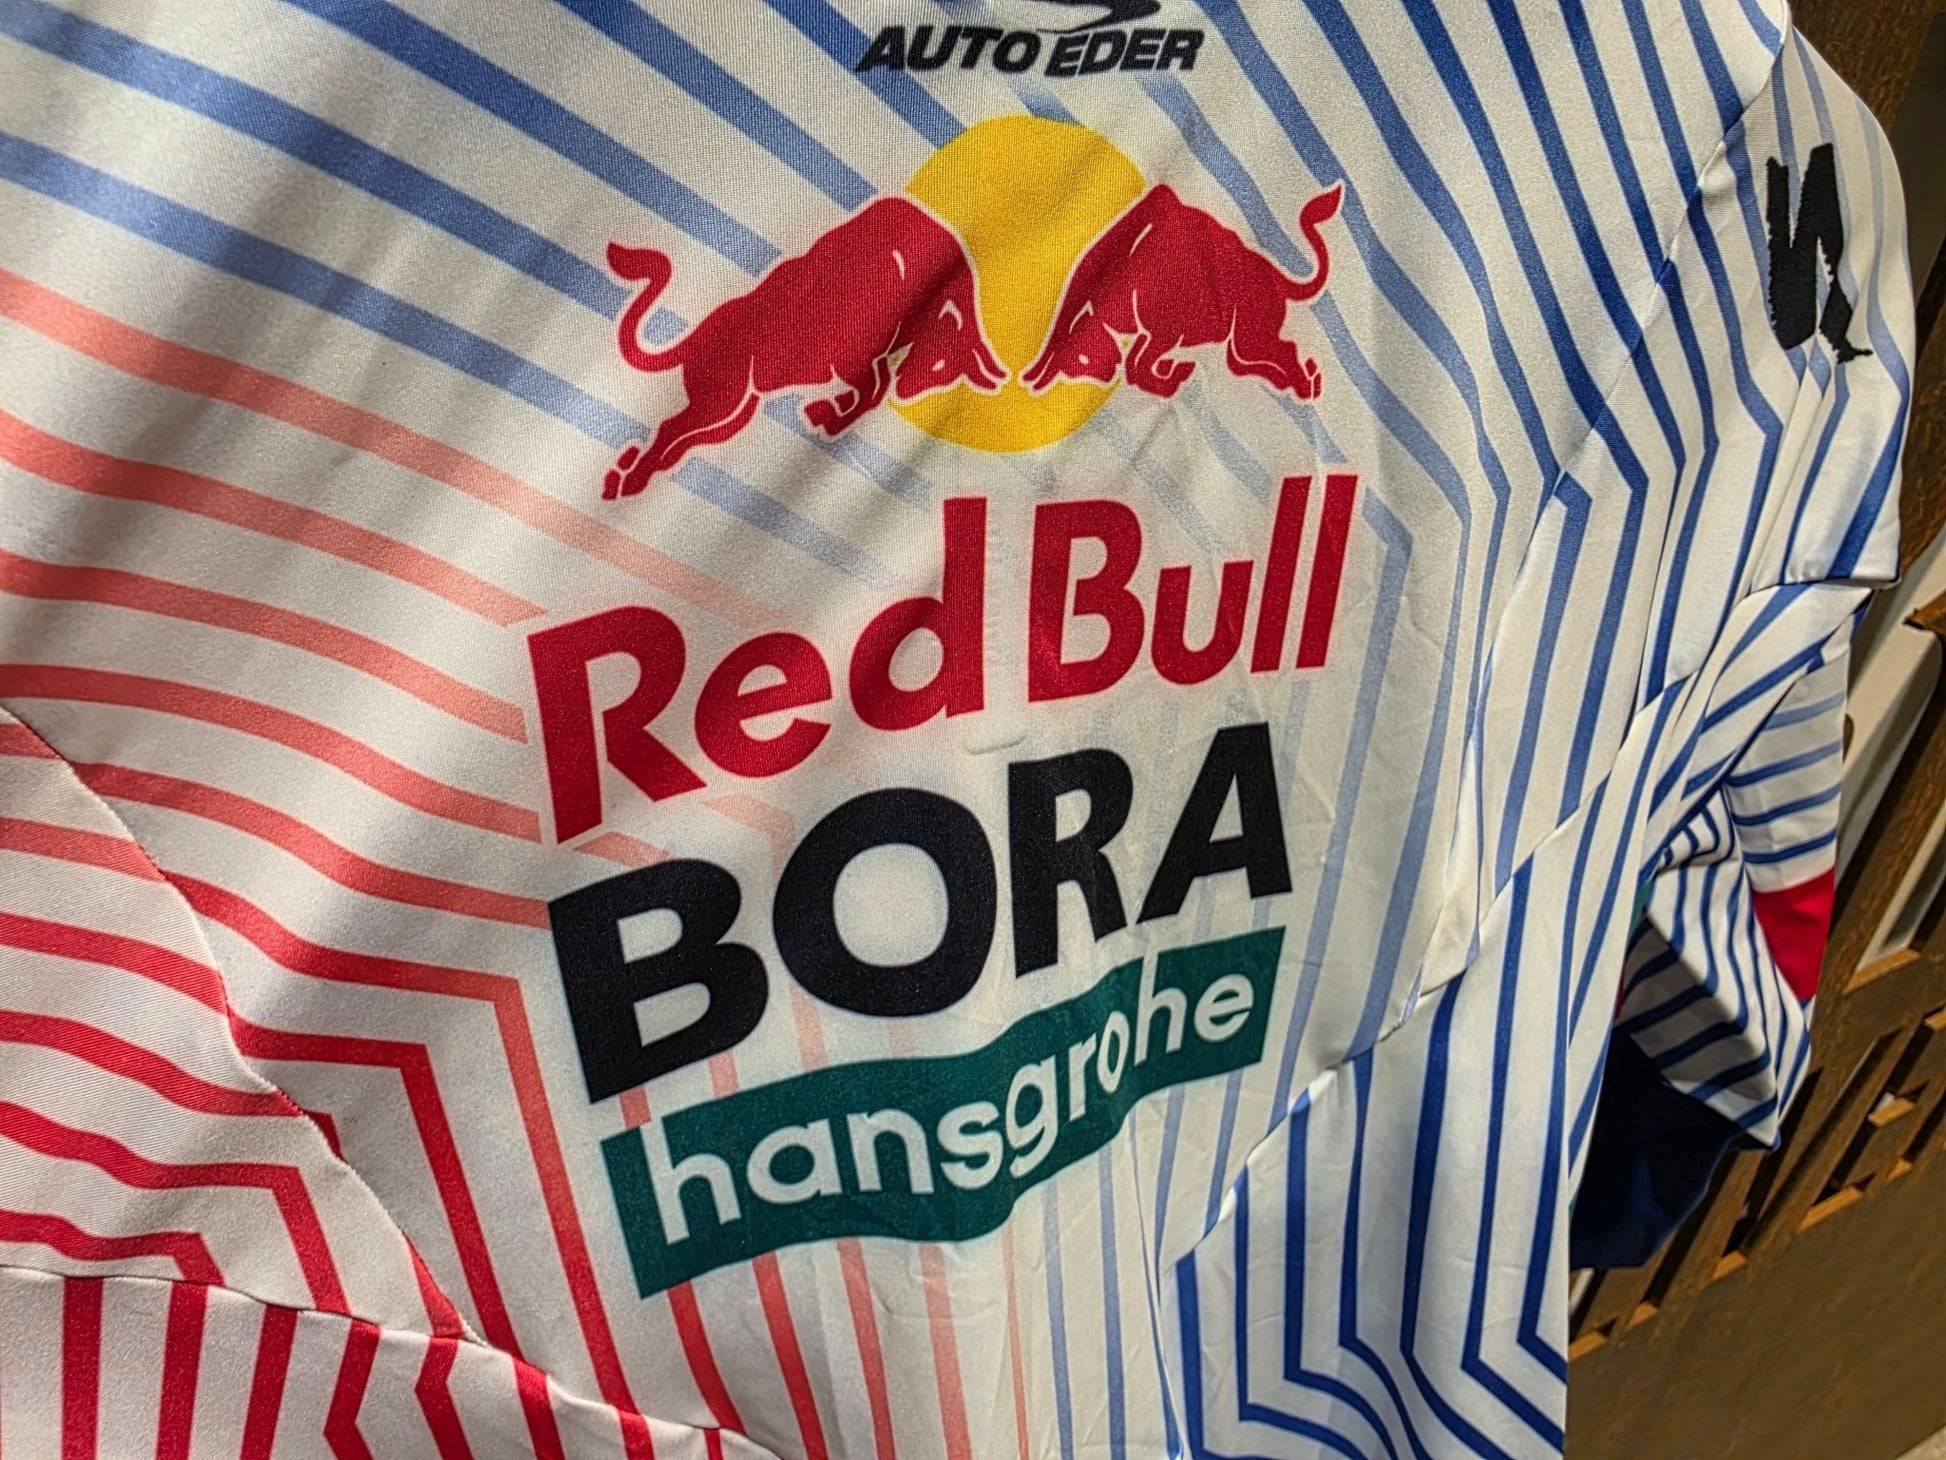 AUTO EDER
Red Bull
BORA
hansgrohe